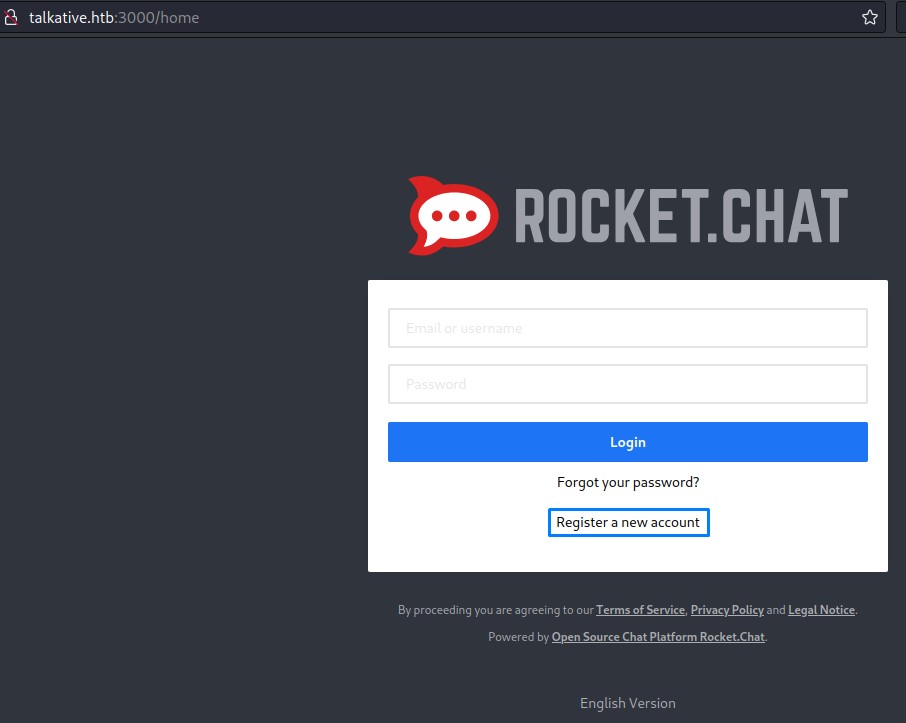 talkative.htb:3000/home
ROCKET.CHAT
Email or username
Password
Login
Forgot your password?
Register a new account
By proceeding you are agreeing to our Terms of Service, Privacy Policy and Legal Notice.
Powered by Open Source Chat Platform Rocket.Chat.
English Version